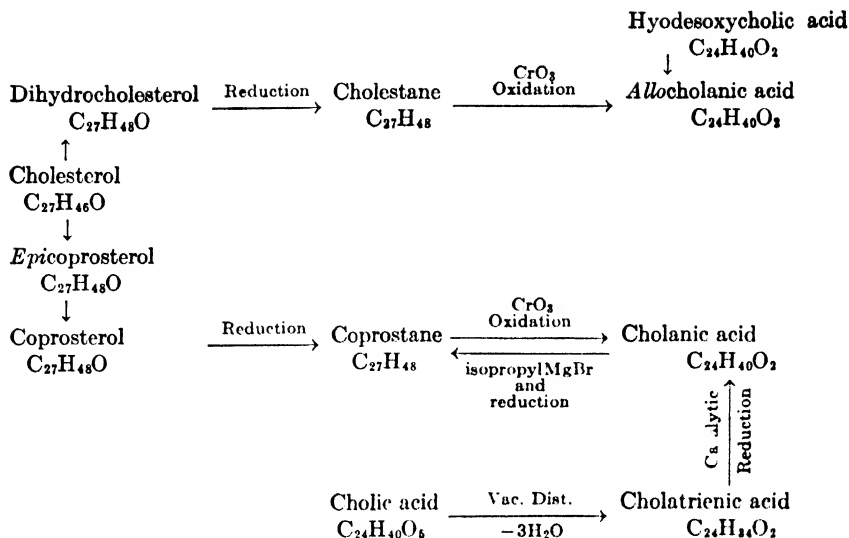 Hyodesoxycholic acid
C₂₄H₄₀O₂
↓
Dihydrocholesterol Reduction → Cholestane CrO₃ Oxidation → Allocholanic acid
C₂₇H₄₈O C₂₇H₄₈ C₂₄H₄₀O₂
↑
Cholesterol
C₂₇H₄₆O
↓
Epicoprosterol
C₂₇H₄₈O
↓
Coprosterol Reduction → Coprostane CrO₃ Oxidation → Cholanic acid
C₂₇H₄₈O C₂₇H₄₈ ← isopropylMgBr and reduction C₂₄H₄₀O₂
Catalytic Reduction
Cholic acid Vac. Dist. → Cholatrienic acid
C₂₄H₄₀O₅ −3H₂O C₂₄H₃₄O₂